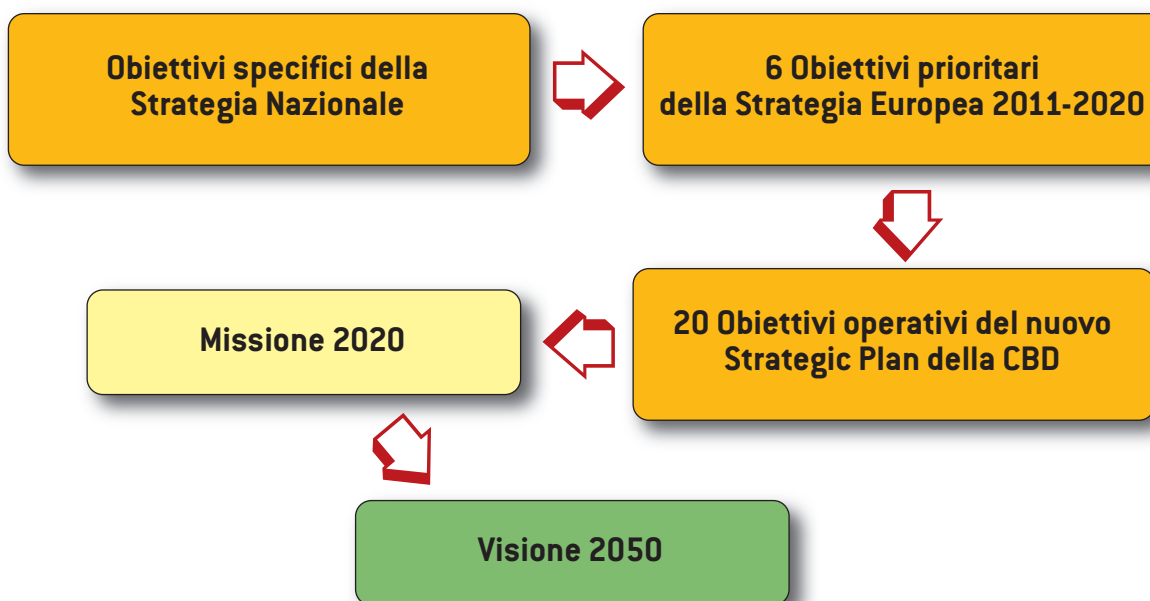 Obiettivi specifici della
Strategia Nazionale
6 Obiettivi prioritari
della Strategia Europea 2011-2020
20 Obiettivi operativi del nuovo
Strategic Plan della CBD
Missione 2020
Visione 2050